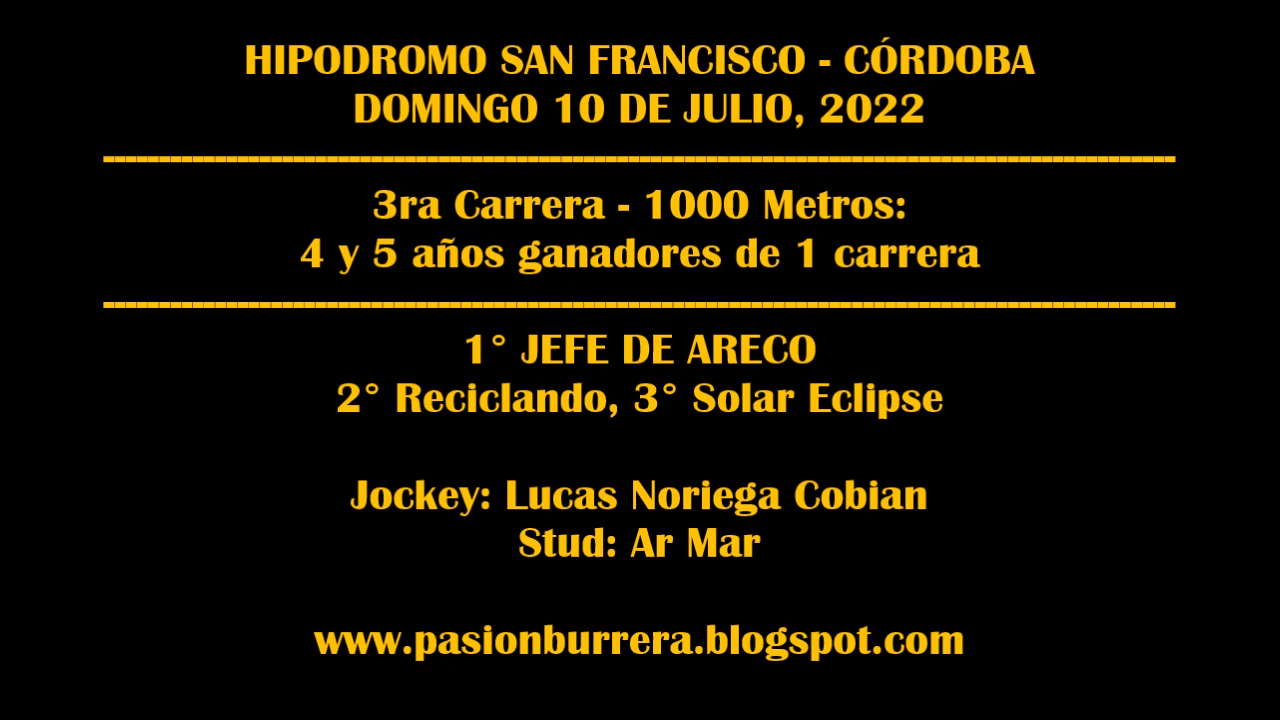 HIPODROMO SAN FRANCISCO - CÓRDOBA
DOMINGO 10 DE JULIO, 2022
3ra Carrera - 1000 Metros:
4 y 5 años ganadores de 1 carrera
1° JEFE DE ARECO
2° Reciclando, 3° Solar Eclipse
Jockey: Lucas Noriega Cobian
Stud: Ar Mar
www.pasionburrera.blogspot.com